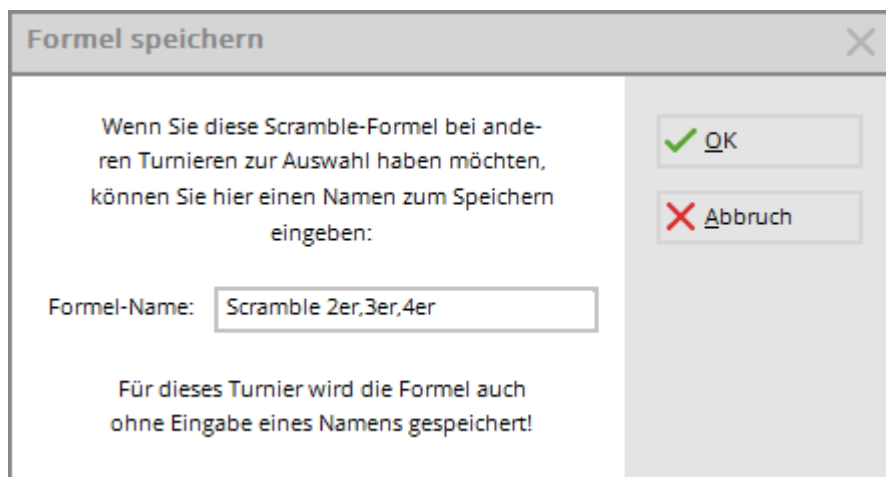 Formel speichern
Wenn Sie diese Scramble-Formel bei ande-
ren Turnieren zur Auswahl haben möchten,
können Sie hier einen Namen zum Speichern
eingeben:
OK
Abbruch
Formel-Name: Scramble 2er,3er,4er
Für dieses Turnier wird die Formel auch
ohne Eingabe eines Namens gespeichert!